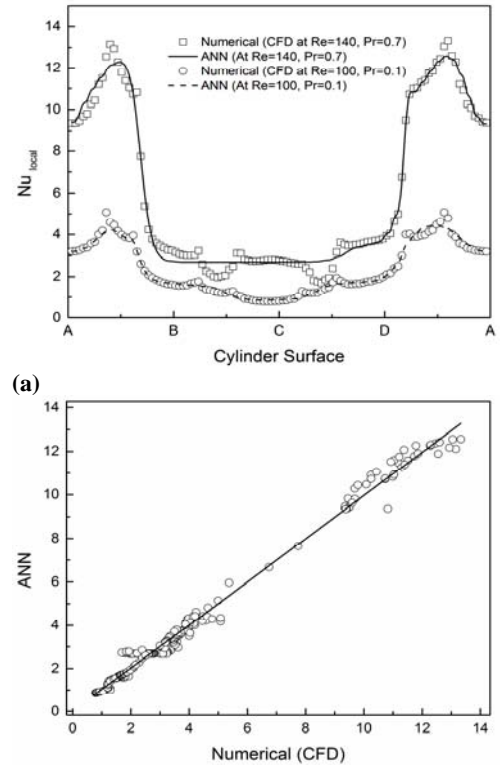 Numerical (CFD at Re=140, Pr=0.7)
ANN (At Re=140, Pr=0.7)
Numerical (CFD at Re=100, Pr=0.1)
ANN (At Re=100, Pr=0.1)
14
12
10
8
6
4
2
0
Nu local
A B C D A
Cylinder Surface
(a)
14
12
10
8
6
4
2
0
ANN
0 2 4 6 8 10 12 14
Numerical (CFD)